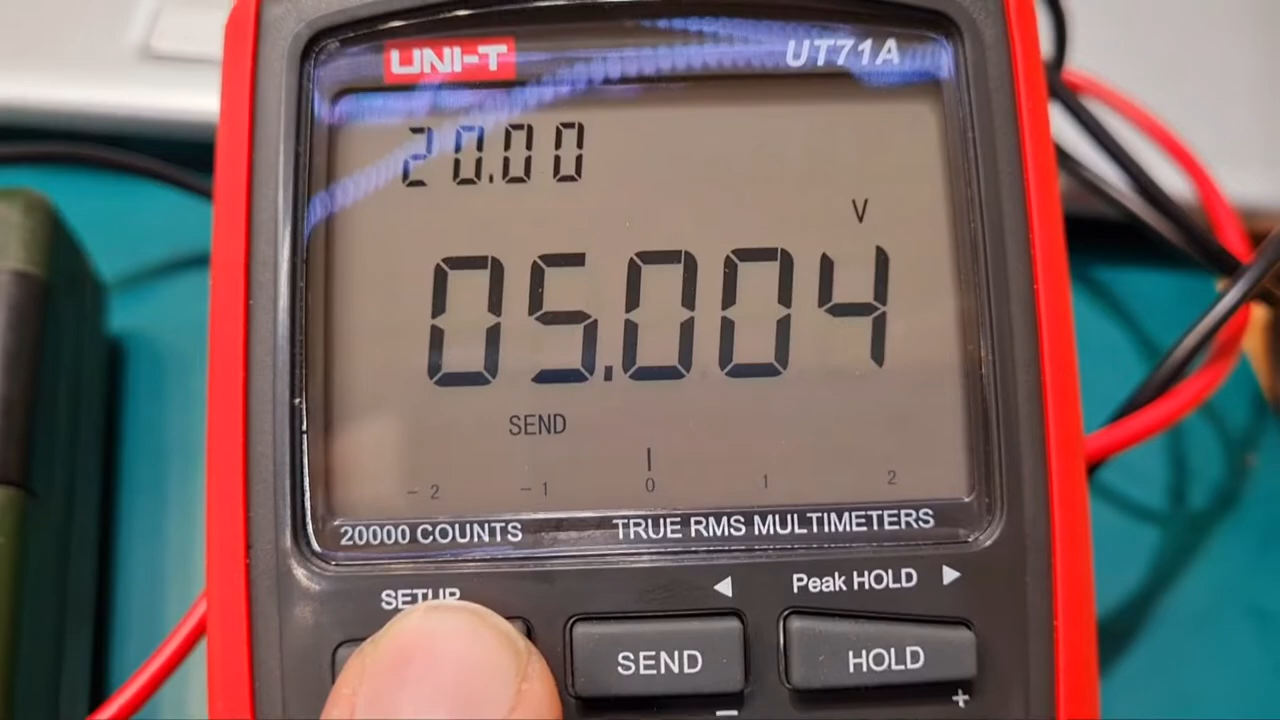 UNI-T UT71A
20.00
V
05.004
SEND
-2 -1 0 1 2
20000 COUNTS TRUE RMS MULTIMETERS
SETUP ◀ Peak HOLD ▶
SEND HOLD
− +